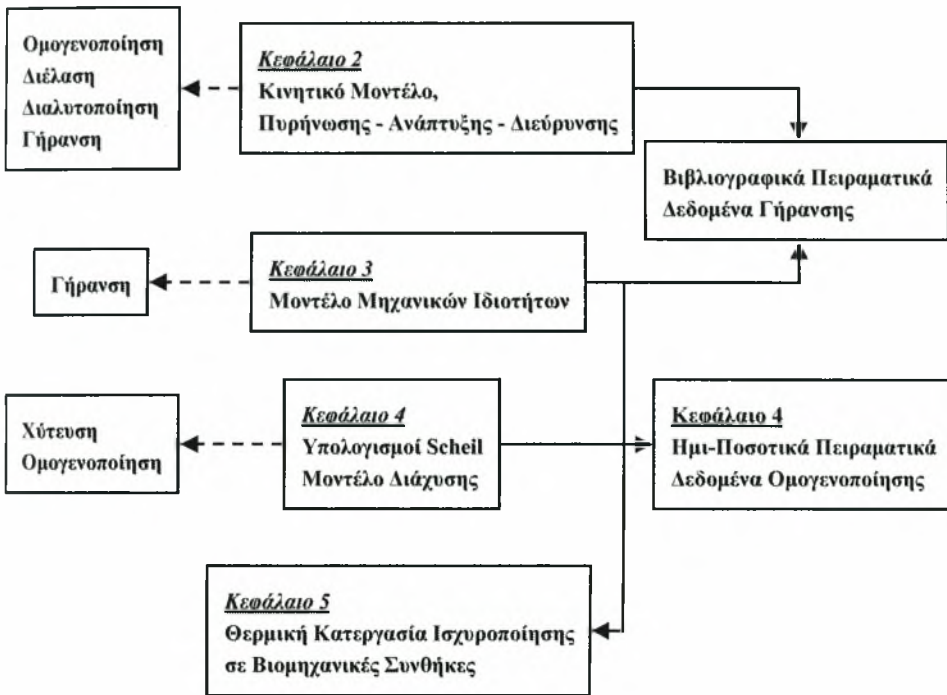 Ομογενοποίηση
Διέλαση
Διαλυτοποίηση
Γήρανση
Κεφάλαιο 2
Κινητικό Μοντέλο,
Πυρήνωσης - Ανάπτυξης - Διεύρυνσης
Βιβλιογραφικά Πειραματικά
Δεδομένα Γήρανσης
Γήρανση
Κεφάλαιο 3
Μοντέλο Μηχανικών Ιδιοτήτων
Χύτευση
Ομογενοποίηση
Κεφάλαιο 4
Υπολογισμοί Scheil
Μοντέλο Διάχυσης
Κεφάλαιο 4
Ημι-Ποσοτικά Πειραματικά
Δεδομένα Ομογενοποίησης
Κεφάλαιο 5
Θερμική Κατεργασία Ισχυροποίησης
σε Βιομηχανικές Συνθήκες